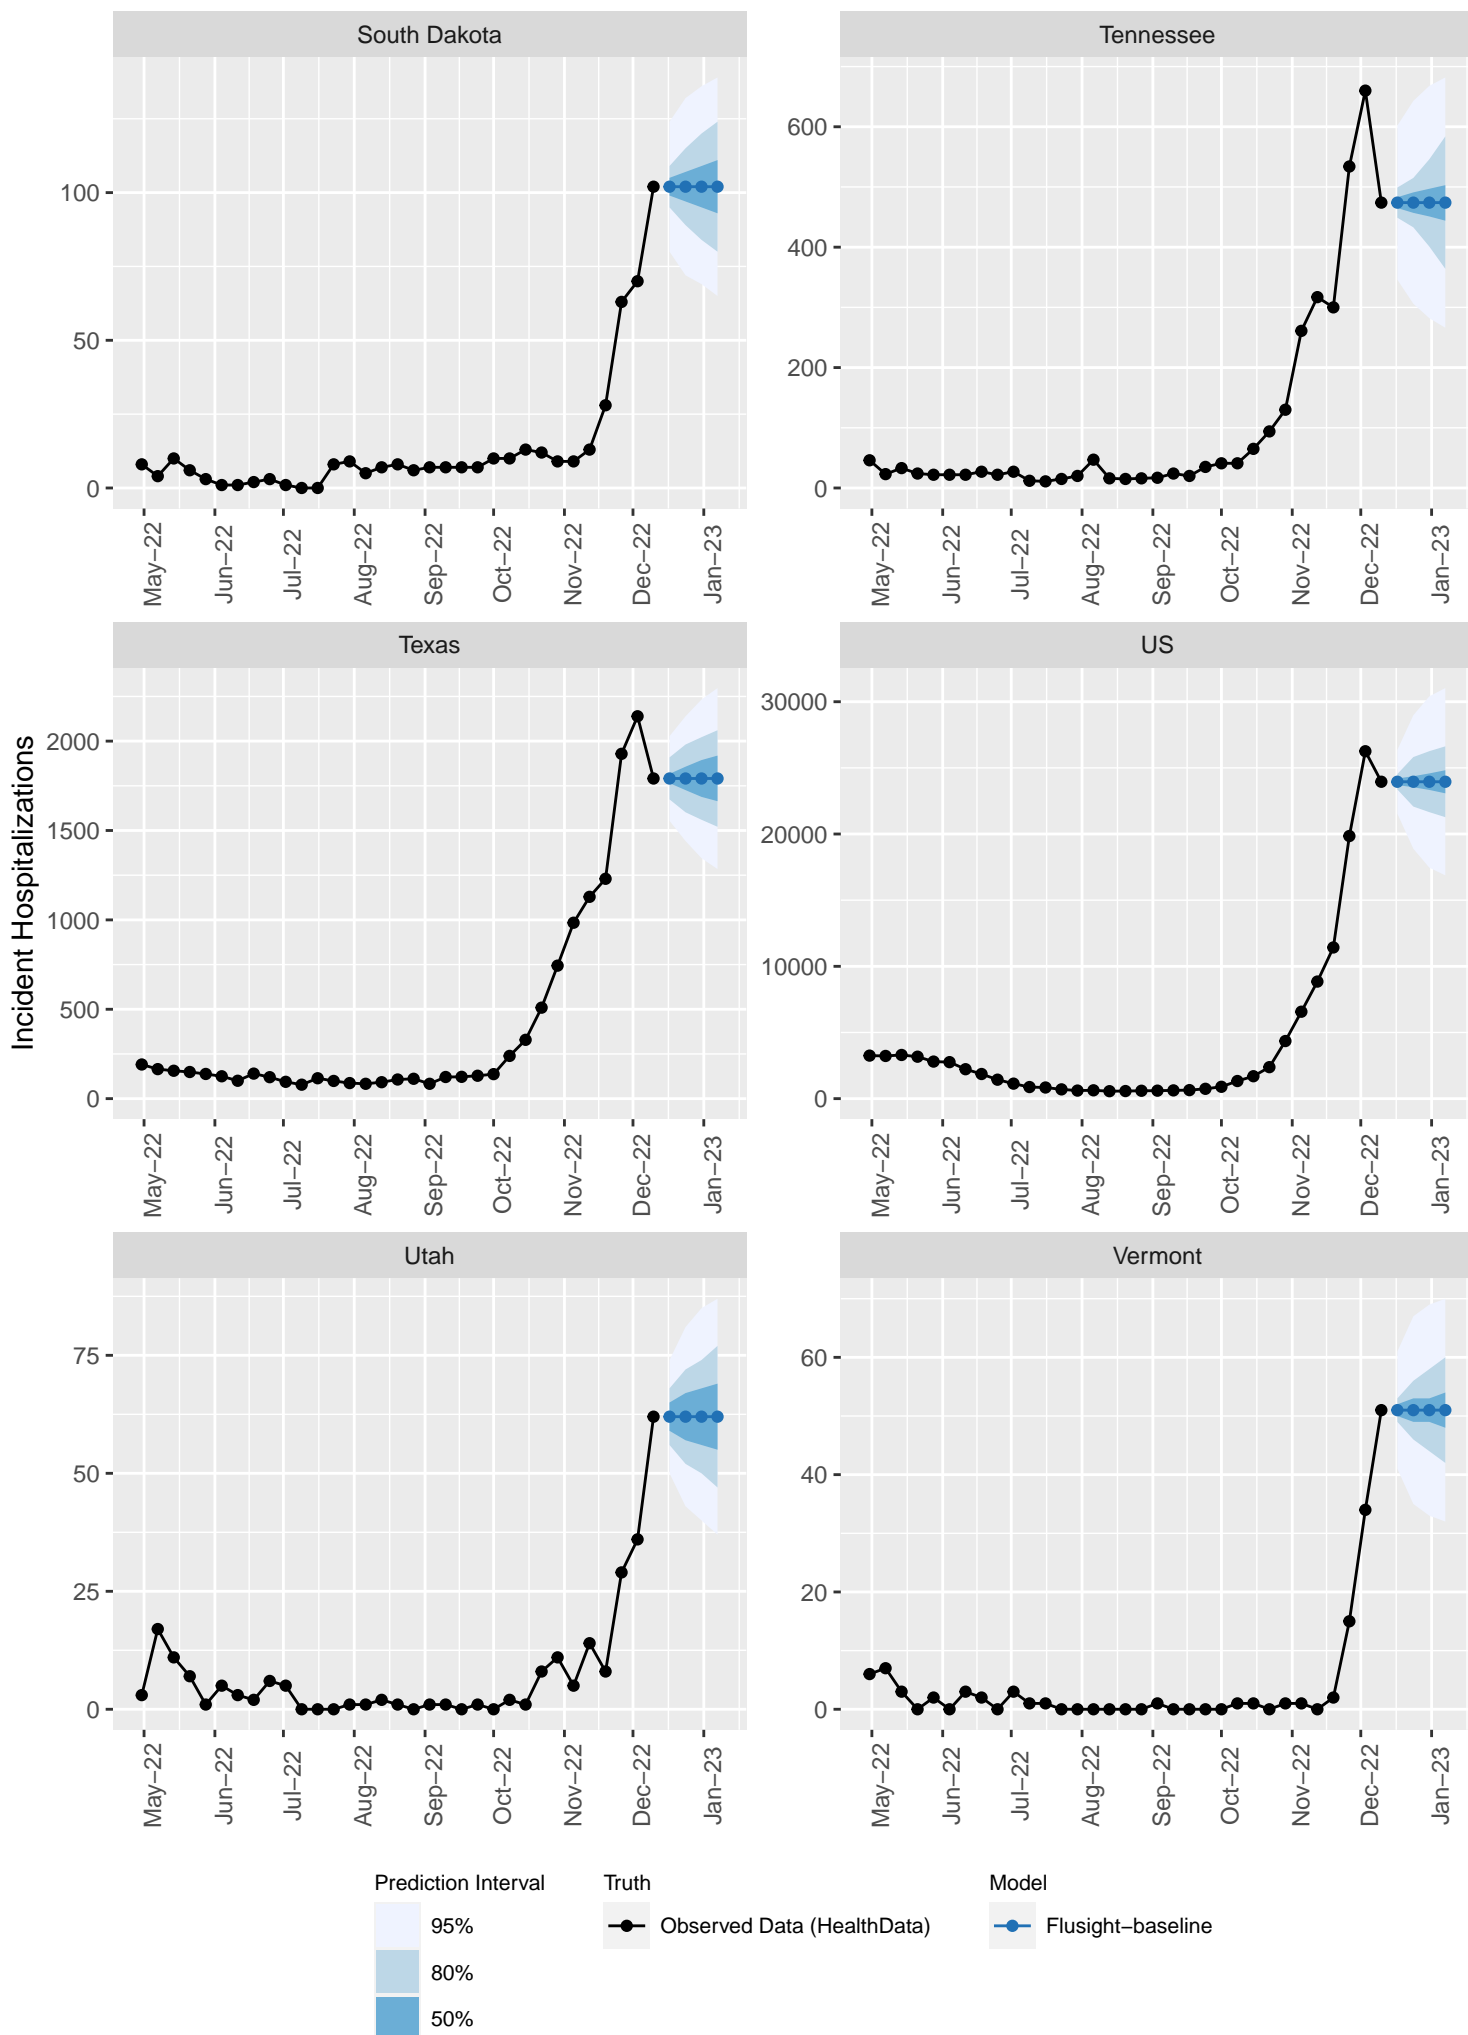 South Dakota
Tennessee
100
50
0
600
400
200
0
May−22
Jun−22
Jul−22
Aug−22
Sep−22
Oct−22
Nov−22
Dec−22
Jan−23
May−22
Jun−22
Jul−22
Aug−22
Sep−22
Oct−22
Nov−22
Dec−22
Jan−23
Incident Hospitalizations
Texas
US
2000
1500
1000
500
0
30000
20000
10000
0
May−22
Jun−22
Jul−22
Aug−22
Sep−22
Oct−22
Nov−22
Dec−22
Jan−23
May−22
Jun−22
Jul−22
Aug−22
Sep−22
Oct−22
Nov−22
Dec−22
Jan−23
Utah
Vermont
75
50
25
0
60
40
20
0
May−22
Jun−22
Jul−22
Aug−22
Sep−22
Oct−22
Nov−22
Dec−22
Jan−23
May−22
Jun−22
Jul−22
Aug−22
Sep−22
Oct−22
Nov−22
Dec−22
Jan−23
Prediction Interval
95%
80%
50%
Truth
Observed Data (HealthData)
Model
Flusight−baseline